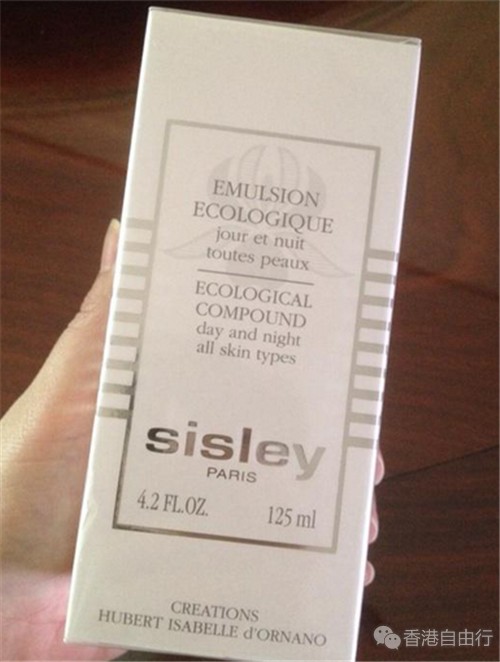 EMULSION
ECOLOGIQUE
jour et nuit
toutes peaux
ECOLOGICAL
COMPOUND
day and night
all skin types
sisley
PARIS
4.2 FL.OZ. 125 ml
CREATIONS
HUBERT ISABELLE d'ORNANO
香港自由行